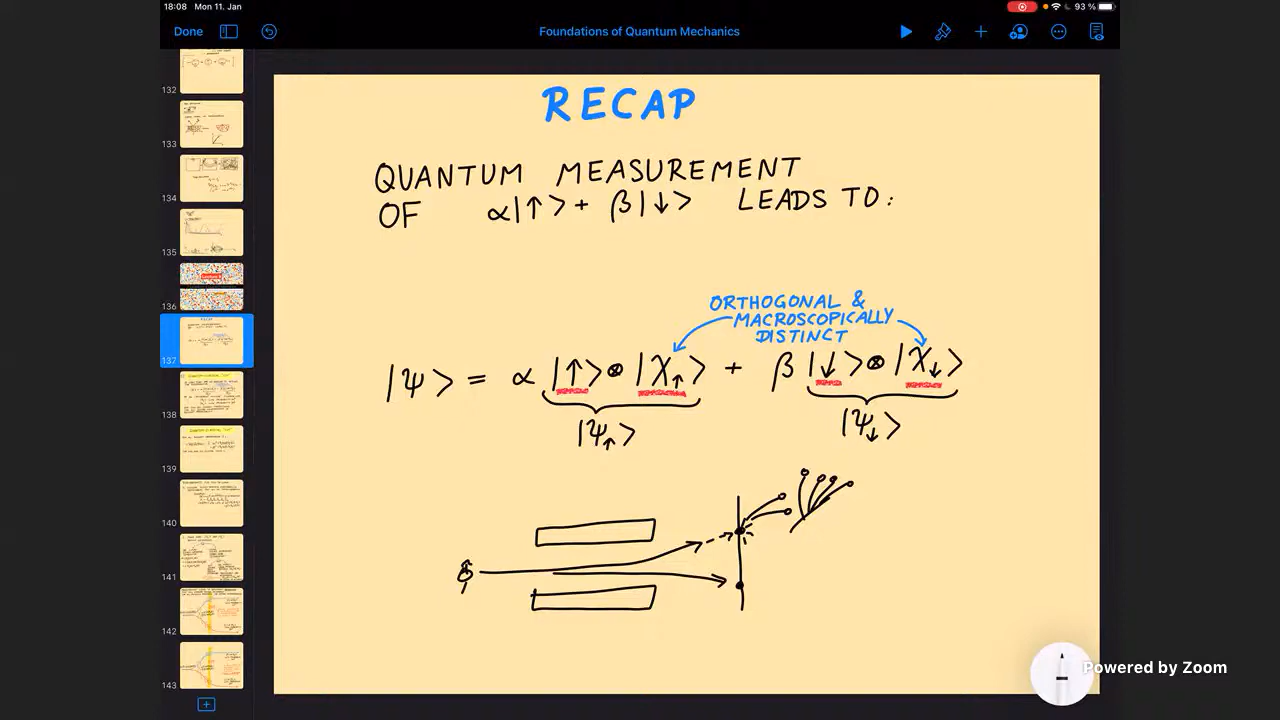 18:08 Mon 11. Jan
93 %
Done
Foundations of Quantum Mechanics
RECAP
QUANTUM MEASUREMENT
OF α|↑> + β|↓> LEADS TO:
ORTHOGONAL &
MACROSCOPICALLY
DISTINCT
|Ψ> = α |↑>⊗|χ↑> + β |↓>⊗|χ↓>
|Ψ↑> |Ψ↓>
132
133
134
135
136
137
138
139
140
141
142
143
Powered by Zoom